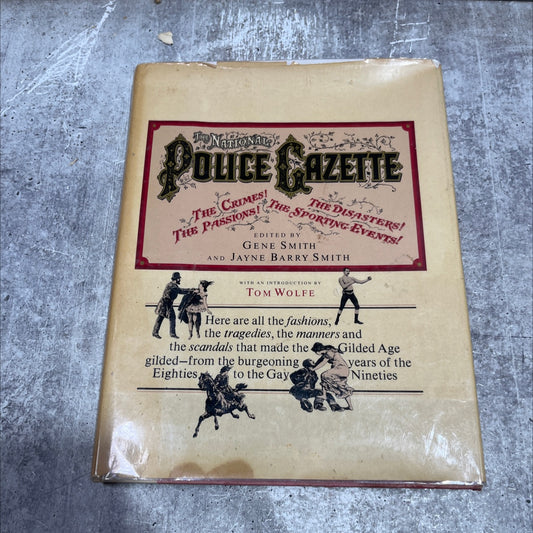 The National
Police Gazette
The Crimes! The Disasters!
The Passions! The Sporting Events!
EDITED BY
GENE SMITH
AND JAYNE BARRY SMITH
WITH AN INTRODUCTION BY
TOM WOLFE
Here are all the fashions,
the tragedies, the manners and
the scandals that made the Gilded Age
gilded—from the burgeoning years of the
Eighties to the Gay Nineties